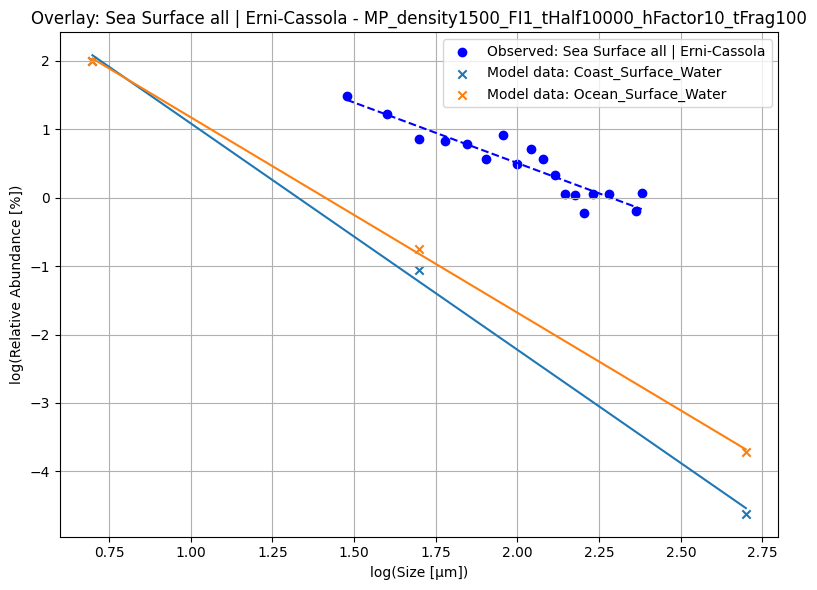 Overlay: Sea Surface all | Erni-Cassola - MP_density1500_FI1_tHalf10000_hFactor10_tFrag100
Observed: Sea Surface all | Erni-Cassola
Model data: Coast_Surface_Water
Model data: Ocean_Surface_Water
log(Relative Abundance [%])
2
1
0
−1
−2
−3
−4
0.75 1.00 1.25 1.50 1.75 2.00 2.25 2.50 2.75
log(Size [µm])